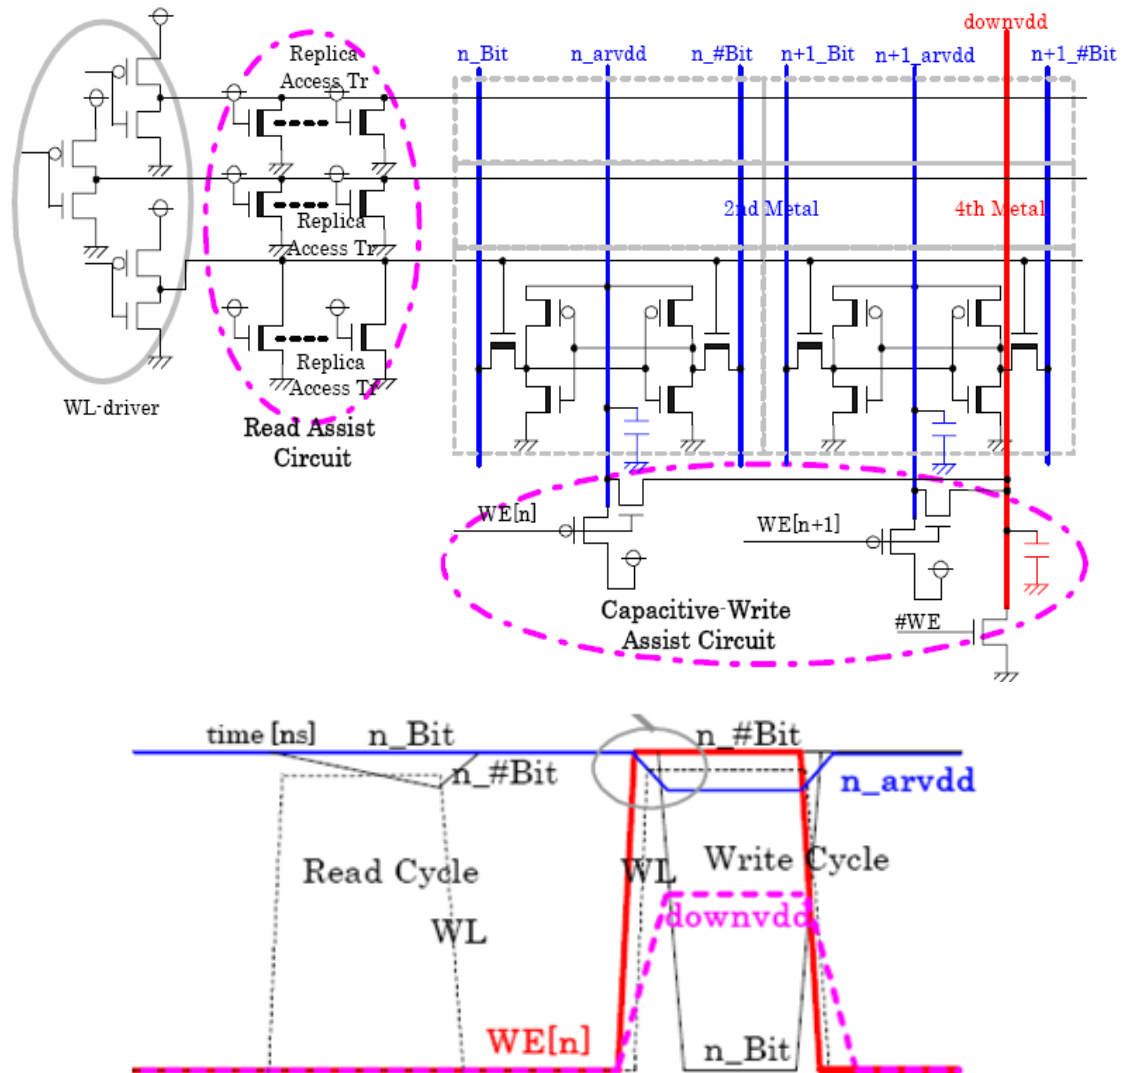 downvdd
n_Bit
n_arvdd
n_#Bit
n+1_Bit
n+1_arvdd
n+1_#Bit
Replica
Access Tr
2nd Metal
4th Metal
Replica
Access Tr
Replica
Access Tr
WL-driver
Read Assist
Circuit
WE[n]
WE[n+1]
Capacitive-Write
Assist Circuit
#WE
time [ns]
n_Bit
n_#Bit
n_#Bit
n_arvdd
Read Cycle
WL
Write Cycle
WL
downvdd
WE[n]
n_Bit